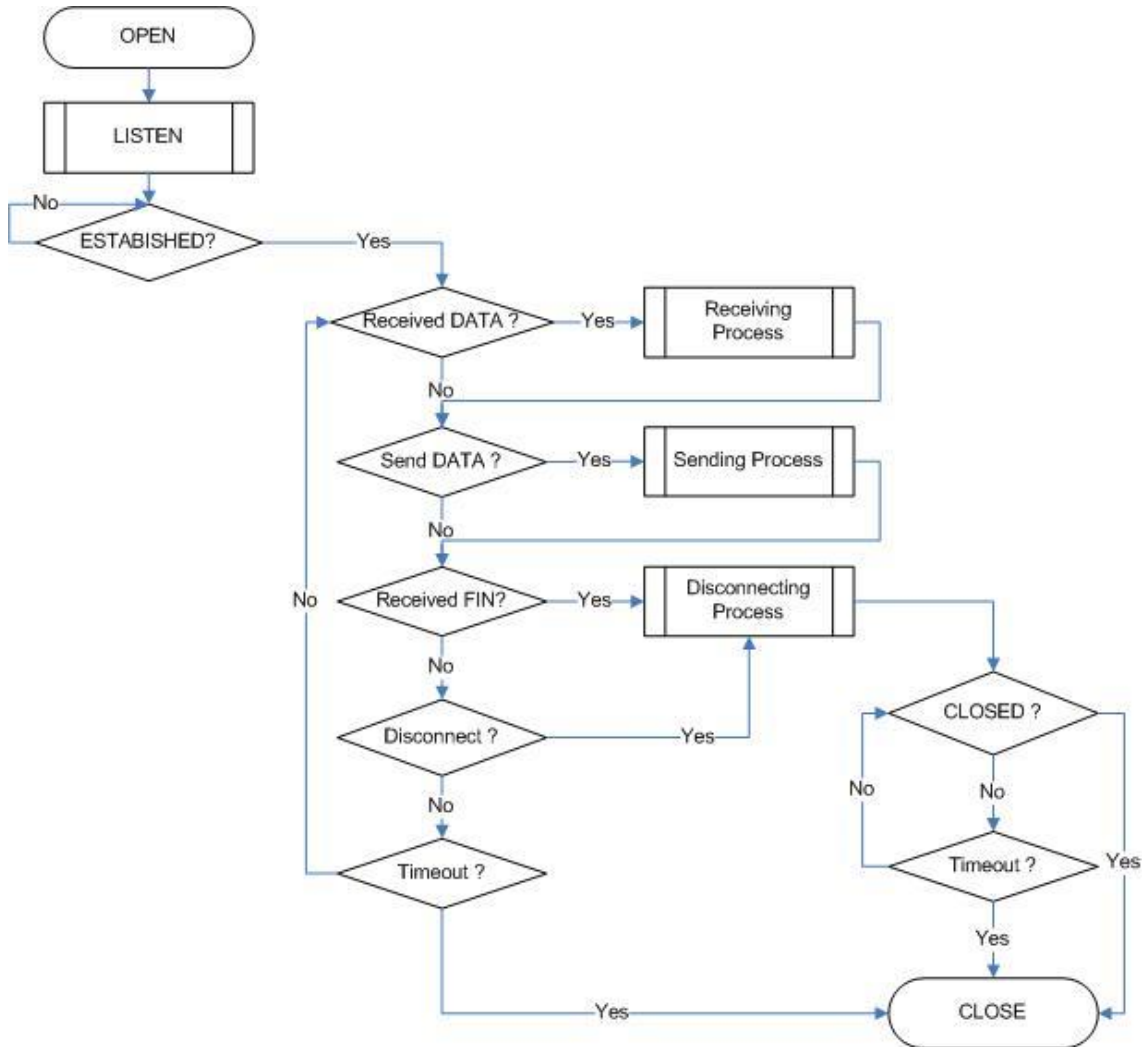 OPEN
LISTEN
No
ESTABISHED?
Yes
Received DATA ?
Yes
Receiving
Process
No
Send DATA ?
Yes
Sending Process
No
Received FIN?
Yes
Disconnecting
Process
No
No
Disconnect ?
Yes
CLOSED ?
No
No
No
Timeout ?
Timeout ?
Yes
Yes
Yes
CLOSE